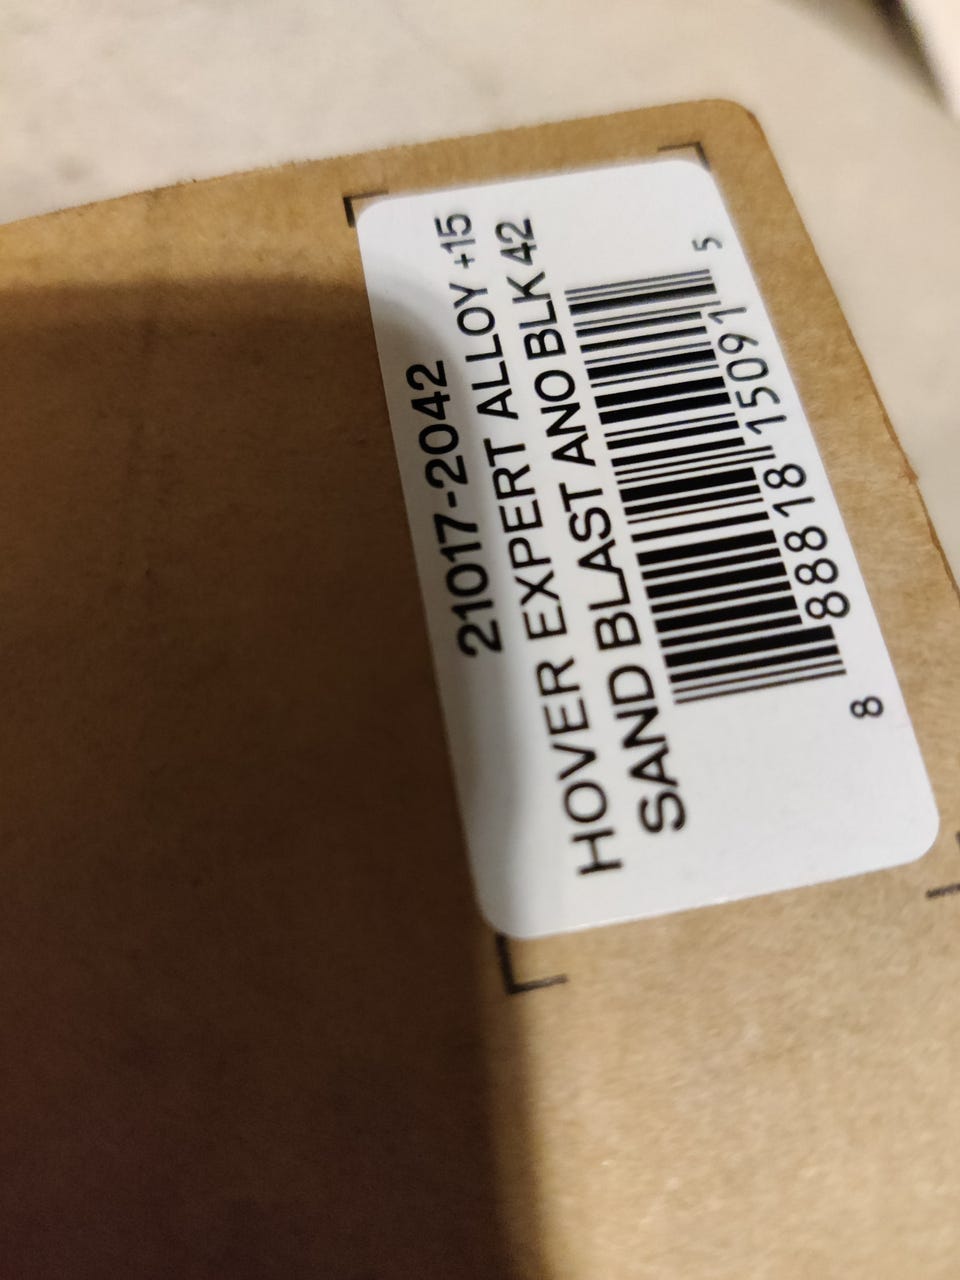 21017-2042
HOVER EXPERT ALLOY +15
SAND BLAST ANO BLK 42
8 88818 15091 5